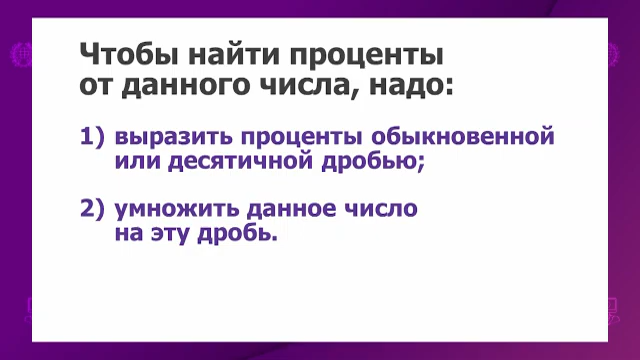 Чтобы найти проценты
от данного числа, надо:
1) выразить проценты обыкновенной
или десятичной дробью;
2) умножить данное число
на эту дробь.